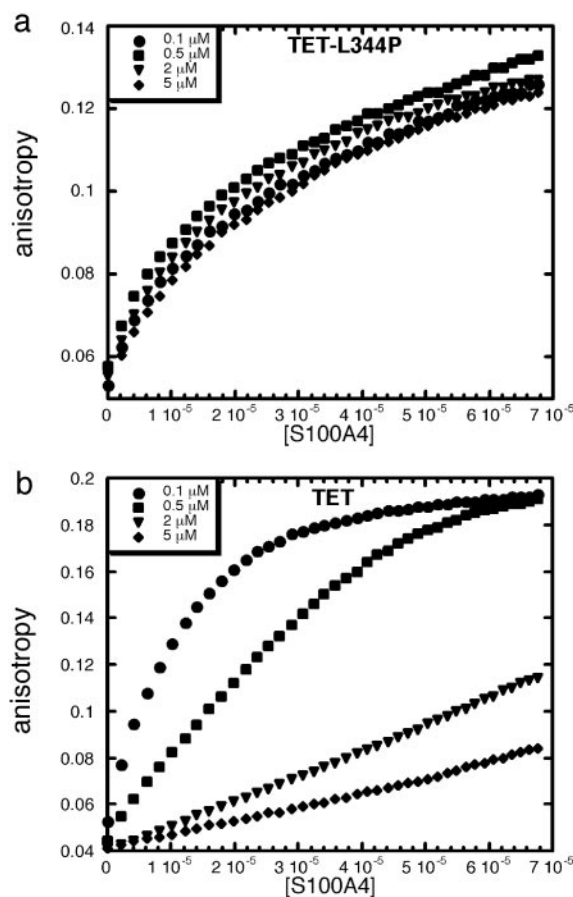 a
0.14
TET-L344P
0.1 μM
0.5 μM
2 μM
5 μM
0.12
0.1
0.08
0.06
anisotropy
0 1 10⁻⁵ 2 10⁻⁵ 3 10⁻⁵ 4 10⁻⁵ 5 10⁻⁵ 6 10⁻⁵ 7 10⁻⁵
[S100A4]
b
0.2
TET
0.1 μM
0.5 μM
2 μM
5 μM
0.18
0.16
0.14
0.12
0.1
0.08
0.06
0.04
anisotropy
0 1 10⁻⁵ 2 10⁻⁵ 3 10⁻⁵ 4 10⁻⁵ 5 10⁻⁵ 6 10⁻⁵ 7 10⁻⁵
[S100A4]